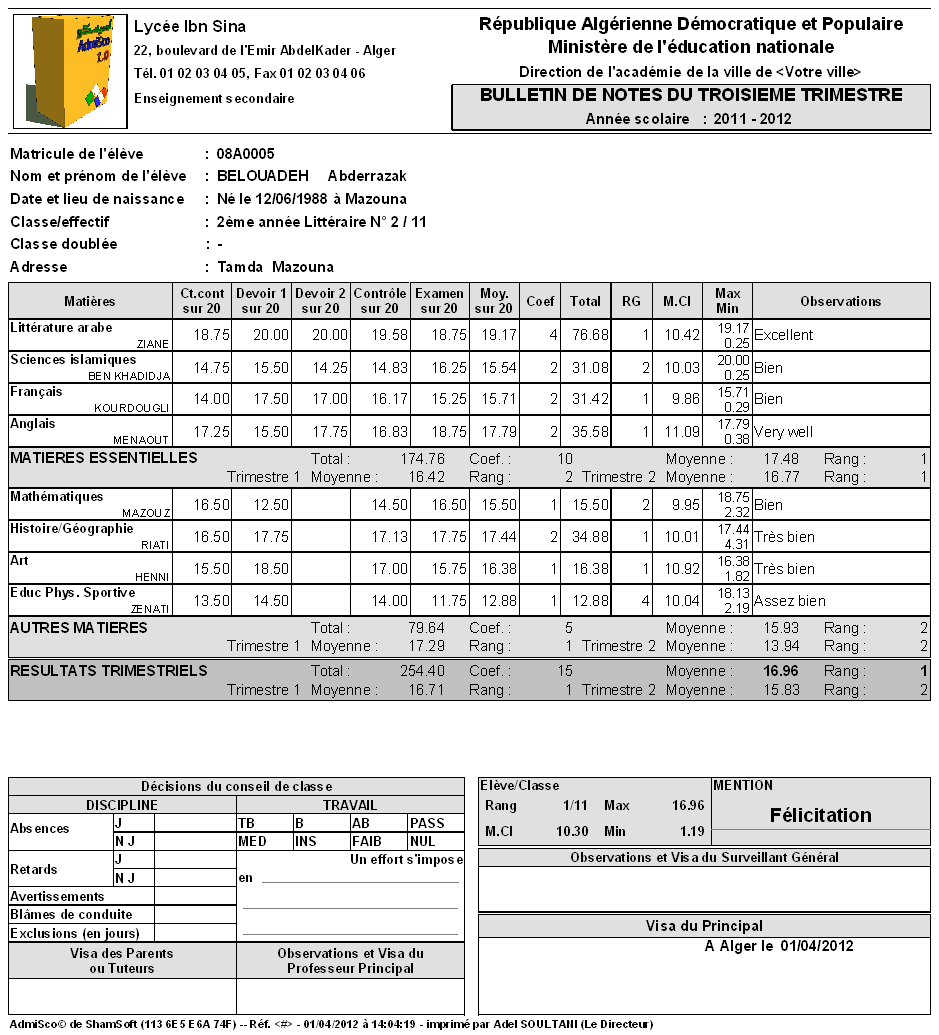 AdmiSco
1.0
Lycée Ibn Sina
22, boulevard de l'Emir AbdelKader - Alger
Tél. 01 02 03 04 05, Fax 01 02 03 04 06
Enseignement secondaire
République Algérienne Démocratique et Populaire
Ministère de l'éducation nationale
Direction de l'académie de la ville de <Votre ville>
BULLETIN DE NOTES DU TROISIEME TRIMESTRE
Année scolaire : 2011 - 2012
Matricule de l'élève : 08A0005
Nom et prénom de l'élève : BELOUADEH Abderrazak
Date et lieu de naissance : Né le 12/06/1988 à Mazouna
Classe/effectif : 2ème année Littéraire N° 2 / 11
Classe doublée : -
Adresse : Tamda Mazouna
Matières Ct.cont sur 20 Devoir 1 sur 20 Devoir 2 sur 20 Contrôle sur 20 Examen sur 20 Moy. sur 20 Coef Total RG M.Cl Max Min Observations
Littérature arabe ZIANE 18.75 20.00 20.00 19.58 18.75 19.17 4 76.68 1 10.42 19.17 0.25 Excellent
Sciences islamiques BEN KHADIDJA 14.75 15.50 14.25 14.83 16.25 15.54 2 31.08 2 10.03 20.00 0.25 Bien
Français KOURDOUGLI 14.00 17.50 17.00 16.17 15.25 15.71 2 31.42 1 9.86 15.71 0.29 Bien
Anglais MENAOUT 17.25 15.50 17.75 16.83 18.75 17.79 2 35.58 1 11.09 17.79 0.38 Very well
MATIERES ESSENTIELLES Total : 174.76 Coef. : 10 Moyenne : 17.48 Rang : 1
Trimestre 1 Moyenne : 16.42 Rang : 2 Trimestre 2 Moyenne : 16.77 Rang : 1
Mathématiques MAZOUZ 16.50 12.50 14.50 16.50 15.50 1 15.50 2 9.95 18.75 2.32 Bien
Histoire/Géographie RIATI 16.50 17.75 17.13 17.75 17.44 2 34.88 1 10.01 17.44 4.31 Très bien
Art HENNI 15.50 18.50 17.00 15.75 16.38 1 16.38 1 10.92 16.38 1.82 Très bien
Educ Phys. Sportive ZENATI 13.50 14.50 14.00 11.75 12.88 1 12.88 4 10.04 18.13 2.19 Assez bien
AUTRES MATIERES Total : 79.64 Coef. : 5 Moyenne : 15.93 Rang : 2
Trimestre 1 Moyenne : 17.29 Rang : 1 Trimestre 2 Moyenne : 13.94 Rang : 2
RESULTATS TRIMESTRIELS Total : 254.40 Coef. : 15 Moyenne : 16.96 Rang : 1
Trimestre 1 Moyenne : 16.71 Rang : 1 Trimestre 2 Moyenne : 15.83 Rang : 2
Décisions du conseil de classe
DISCIPLINE TRAVAIL
Absences J
N J
Retards J
N J
Avertissements
Blâmes de conduite
Exclusions (en jours)
TB B AB PASS
MED INS FAIB NUL
Un effort s'impose
en
Visa des Parents
ou Tuteurs
Observations et Visa du
Professeur Principal
Elève/Classe
Rang 1/11 Max 16.96
M.Cl 10.30 Min 1.19
MENTION
Félicitation
Observations et Visa du Surveillant Général
Visa du Principal
A Alger le 01/04/2012
AdmiSco© de ShamSoft (113 6E5 E6A 74F) -- Réf. <#> - 01/04/2012 à 14:04:19 - imprimé par Adel SOULTANI (Le Directeur)